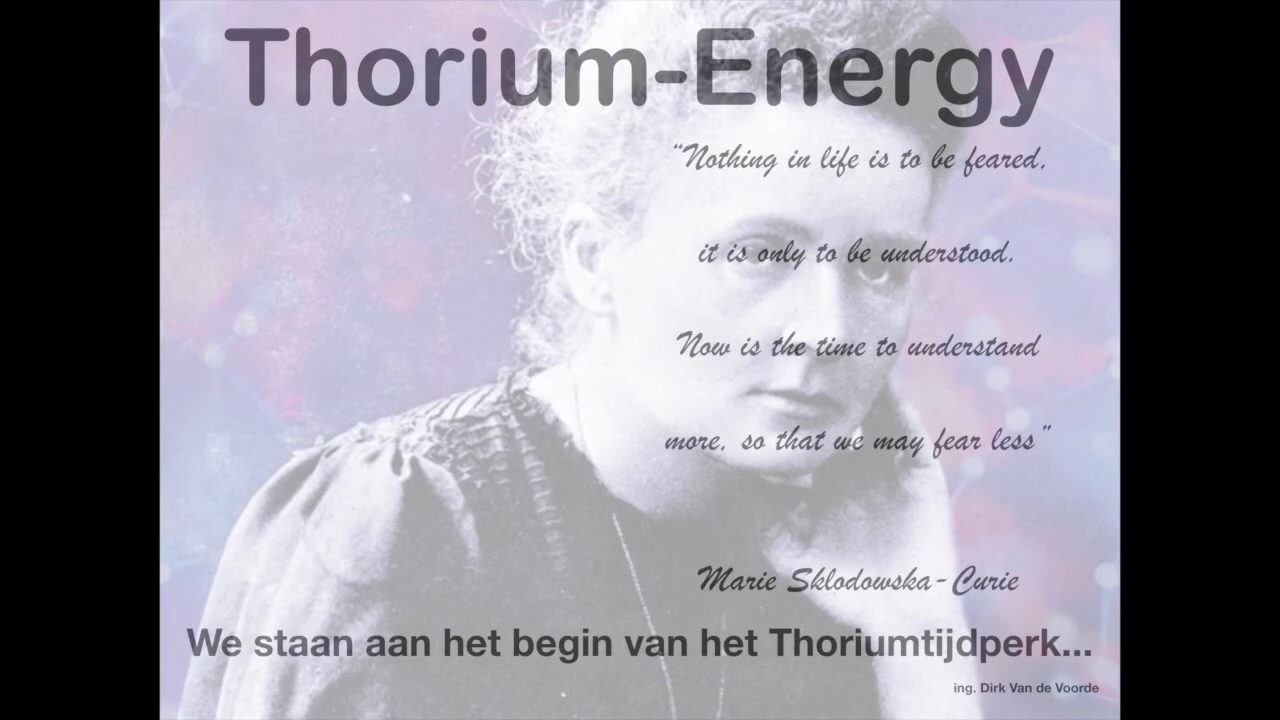 Thorium-Energy
“Nothing in life is to be feared,
it is only to be understood.
Now is the time to understand
more, so that we may fear less”
Marie Sklodowska-Curie
We staan aan het begin van het Thoriumtijdperk...
ing. Dirk Van de Voorde